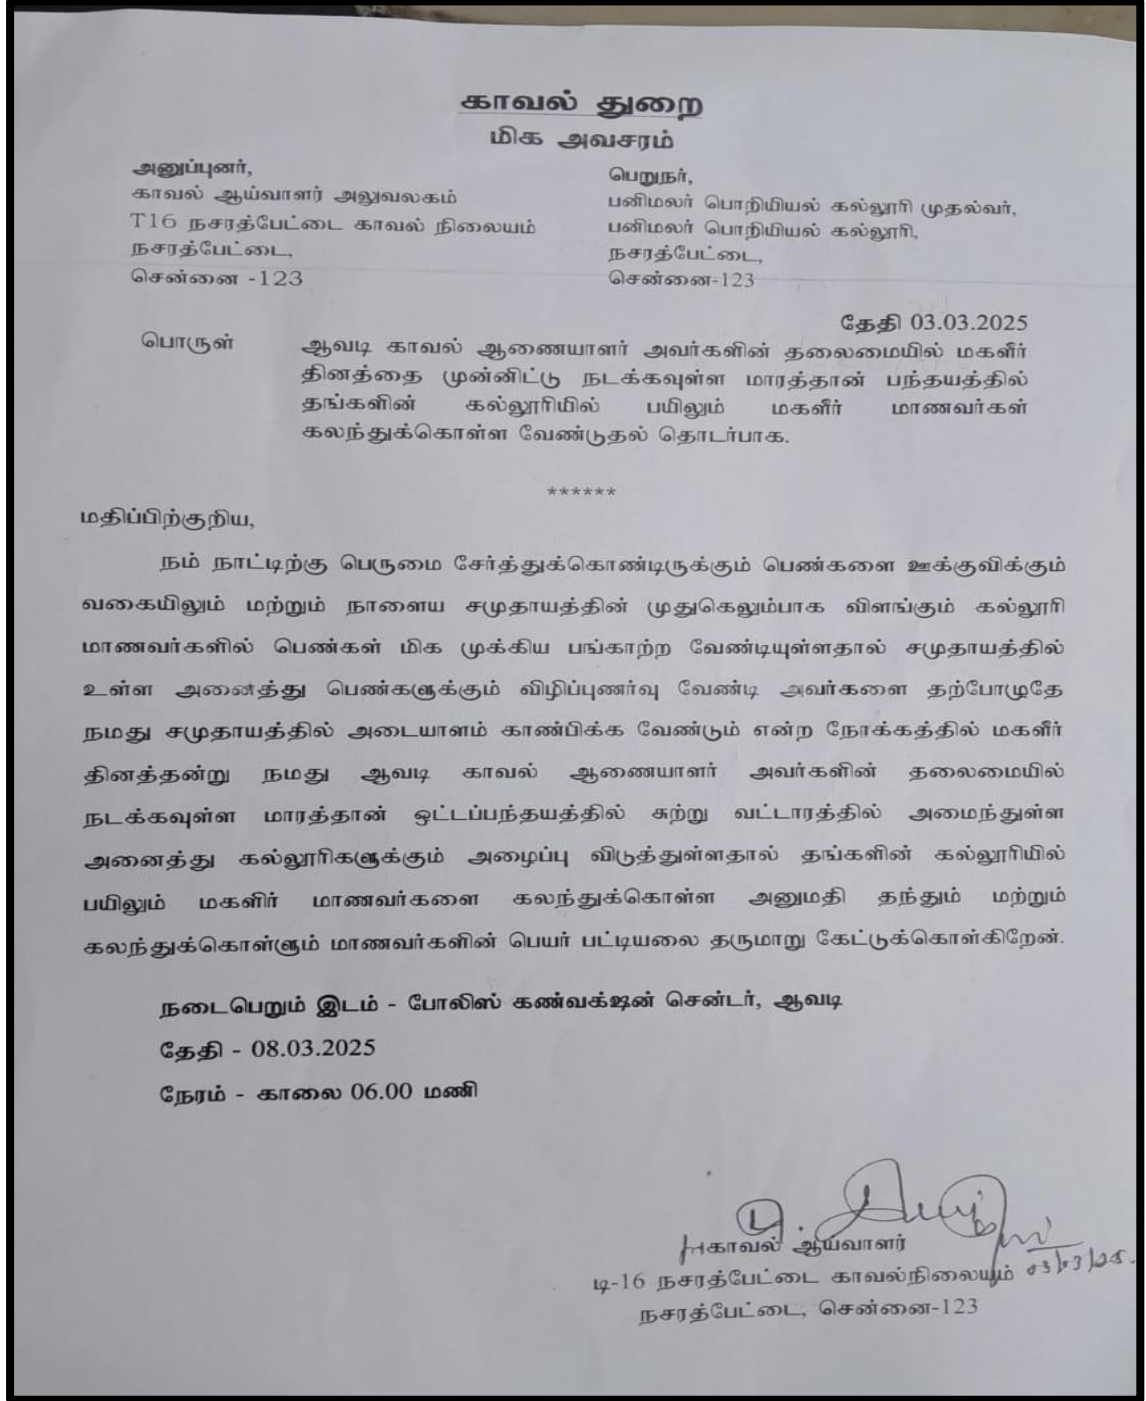 காவல் துறை
மிக அவசரம்
அனுப்புனர்,
காவல் ஆய்வாளர் அலுவலகம்
T16 நசரத்பேட்டை காவல் நிலையம்
நசரத்பேட்டை,
சென்னை -123
பெறுநர்,
பனிமலர் பொறியியல் கல்லூரி முதல்வர்,
பனிமலர் பொறியியல் கல்லூரி,
நசரத்பேட்டை,
சென்னை-123
தேதி 03.03.2025
பொருள் ஆவடி காவல் ஆணையாளர் அவர்களின் தலைமையில் மகளீர்
தினத்தை முன்னிட்டு நடக்கவுள்ள மாரத்தான் பந்தயத்தில்
தங்களின் கல்லூரியில் பயிலும் மகளீர் மாணவர்கள்
கலந்துக்கொள்ள வேண்டுதல் தொடர்பாக.
******
மதிப்பிற்குறிய,
நம் நாட்டிற்கு பெருமை சேர்த்துக்கொண்டிருக்கும் பெண்களை ஊக்குவிக்கும்
வகையிலும் மற்றும் நாளைய சமுதாயத்தின் முதுகெலும்பாக விளங்கும் கல்லூரி
மாணவர்களில் பெண்கள் மிக முக்கிய பங்காற்ற வேண்டியுள்ளதால் சமுதாயத்தில்
உள்ள அனைத்து பெண்களுக்கும் விழிப்புணர்வு வேண்டி அவர்களை தற்போழுதே
நமது சமுதாயத்தில் அடையாளம் காண்பிக்க வேண்டும் என்ற நோக்கத்தில் மகளீர்
தினத்தன்று நமது ஆவடி காவல் ஆணையாளர் அவர்களின் தலைமையில்
நடக்கவுள்ள மாரத்தான் ஒட்டப்பந்தயத்தில் சுற்று வட்டாரத்தில் அமைந்துள்ள
அனைத்து கல்லூரிகளுக்கும் அழைப்பு விடுத்துள்ளதால் தங்களின் கல்லூரியில்
பயிலும் மகளிர் மாணவர்களை கலந்துக்கொள்ள அனுமதி தந்தும் மற்றும்
கலந்துக்கொள்ளும் மாணவர்களின் பெயர் பட்டியலை தருமாறு கேட்டுக்கொள்கிறேன்.
நடைபெறும் இடம் - போலிஸ் கண்வக்‌ஷன் சென்டர், ஆவடி
தேதி - 08.03.2025
நேரம் - காலை 06.00 மணி
காவல் ஆய்வாளர்
டி-16 நசரத்பேட்டை காவல்நிலையம் 03/03/25.
நசரத்பேட்டை, சென்னை-123